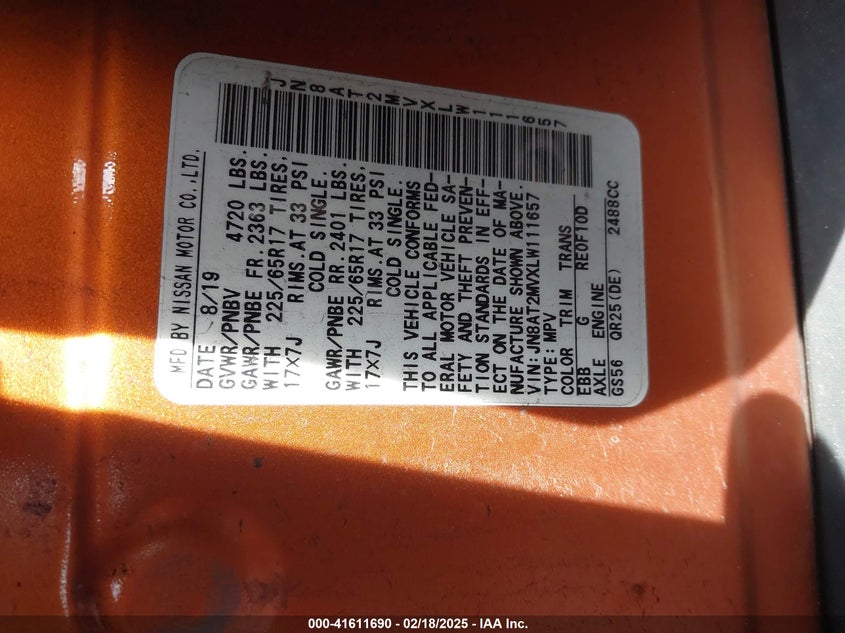 JN8AT2MVXLW111657
MFD BY NISSAN MOTOR CO.,LTD.
DATE 8/19
GVWR/PNBV 4720 LBS.
GAWR/PNBE FR.2363 LBS.
WITH 225/65R17 TIRES,
17X7J RIMS.AT 33 PSI
COLD SINGLE.
GAWR/PNBE RR.2401 LBS.
WITH 225/65R17 TIRES,
17X7J RIMS.AT 33 PSI
COLD SINGLE.
THIS VEHICLE CONFORMS
TO ALL APPLICABLE FED-
ERAL MOTOR VEHICLE SA-
FETY AND THEFT PREVEN-
TION STANDARDS IN EFF-
ECT ON THE DATE OF MA-
NUFACTURE SHOWN ABOVE.
VIN:JN8AT2MVXLW111657
TYPE:MPV
COLOR TRIM TRANS
EBB G RE0F10D
AXLE ENGINE
GS56 QR25(DE) 2488CC
000-41611690 - 02/18/2025 - IAA Inc.